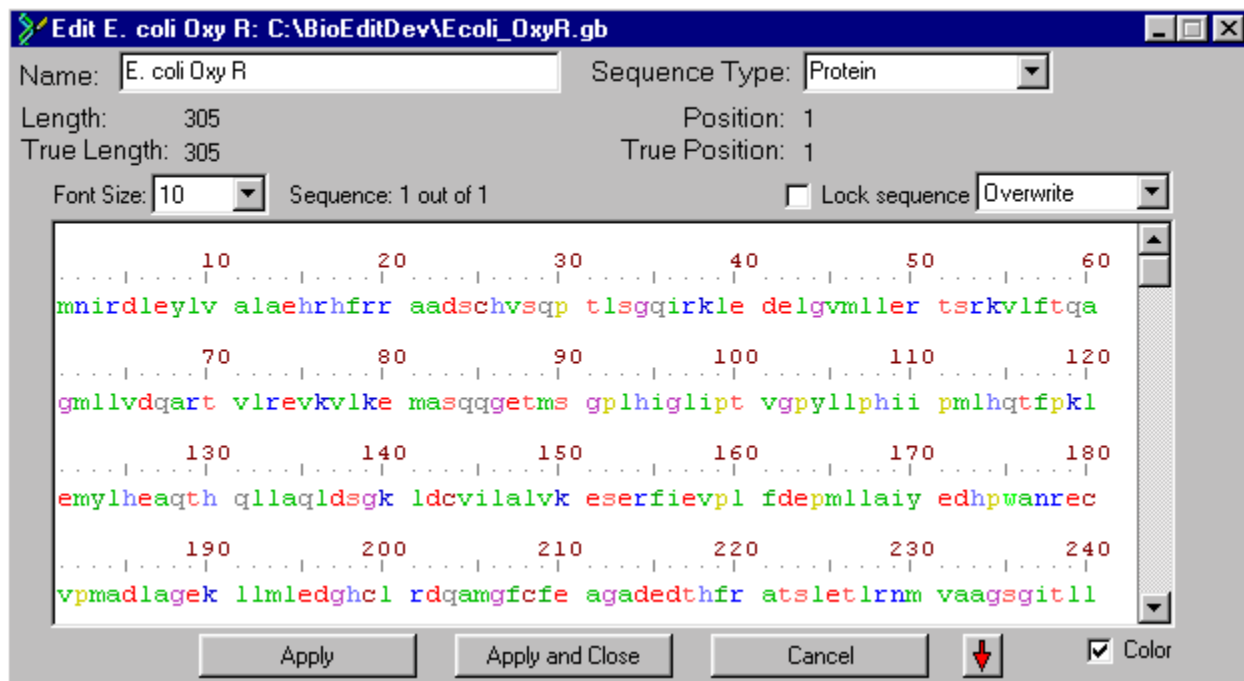 Edit E. coli Oxy R: C:\BioEditDev\Ecoli_OxyR.gb
Name: E. coli Oxy R Sequence Type: Protein
Length: 305 Position: 1
True Length: 305 True Position: 1
Font Size: 10 Sequence: 1 out of 1 Lock sequence Overwrite
10 20 30 40 50 60
mnirdleylv alaehrhfrr aadschvsqp tlsgqirkle delgvmller tsrkvlftqa
70 80 90 100 110 120
gmllvdqart vlrevkvlke masqqgetms gplhiglipt vgpyllphii pmlhqtfpkl
130 140 150 160 170 180
emylheaqth qllaqldsgk ldcvilalvk eserfievpl fdepmllaiy edhpwanrec
190 200 210 220 230 240
vpmadlagek llmledghcl rdqamgfcfe agadedthfr atsletlrnm vaagsgitll
Apply Apply and Close Cancel Color